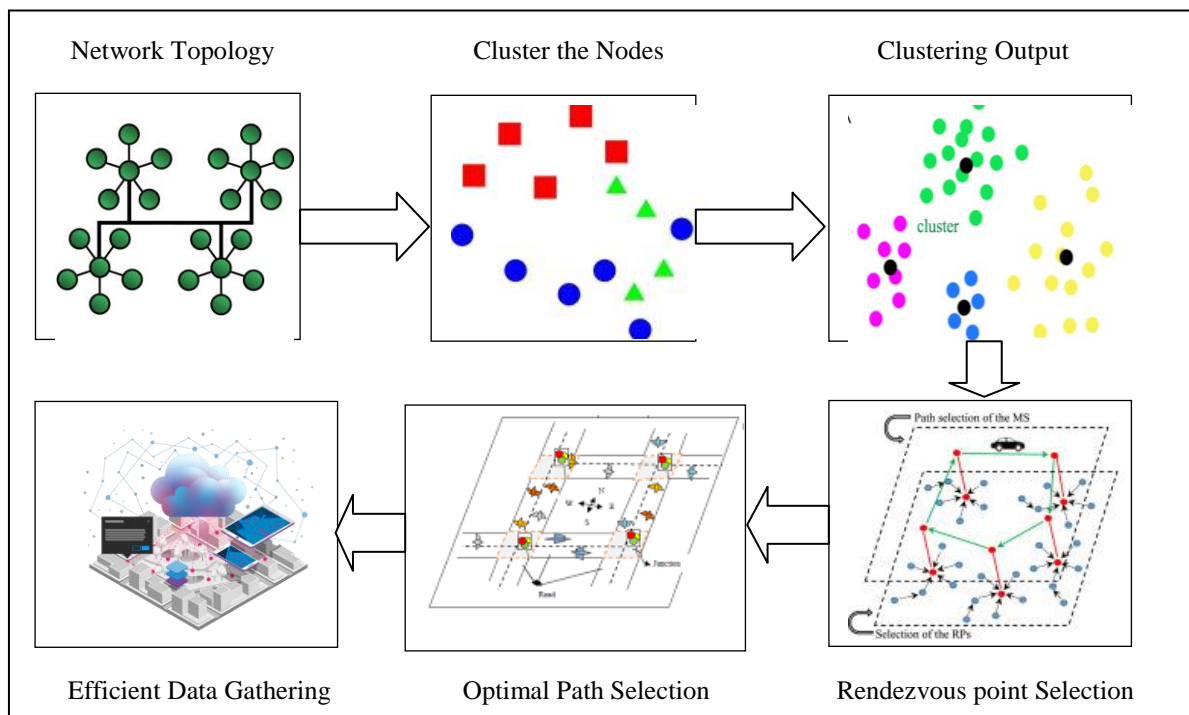 Network Topology
Cluster the Nodes
Clustering Output
cluster
Path selection of the MS
Selection of the RPs
N
W
E
S
Junction
Road
Efficient Data Gathering
Optimal Path Selection
Rendezvous point Selection